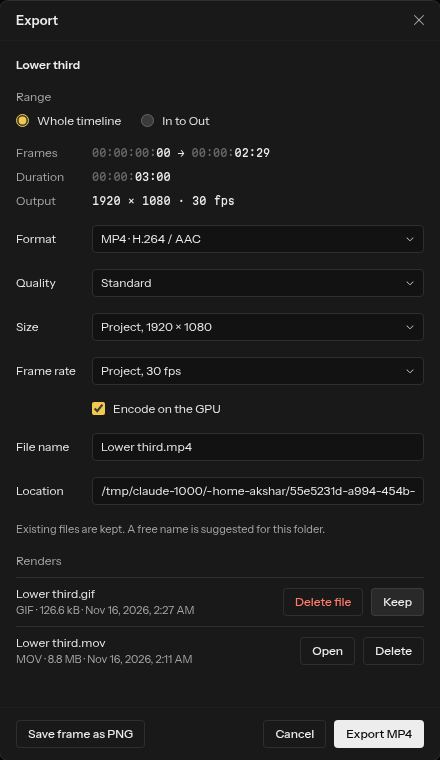 Export
Lower third
Range
Whole timeline In to Out
Frames 00:00:00:00 → 00:00:02:29
Duration 00:00:03:00
Output 1920 × 1080 · 30 fps
Format MP4 · H.264 / AAC
Quality Standard
Size Project, 1920 × 1080
Frame rate Project, 30 fps
Encode on the GPU
File name Lower third.mp4
Location /tmp/claude-1000/-home-akshar/55e5231d-a994-454b-
Existing files are kept. A free name is suggested for this folder.
Renders
Lower third.gif
GIF · 126.6 kB · Nov 16, 2026, 2:27 AM
Delete file Keep
Lower third.mov
MOV · 8.8 MB · Nov 16, 2026, 2:11 AM
Open Delete
Save frame as PNG Cancel Export MP4